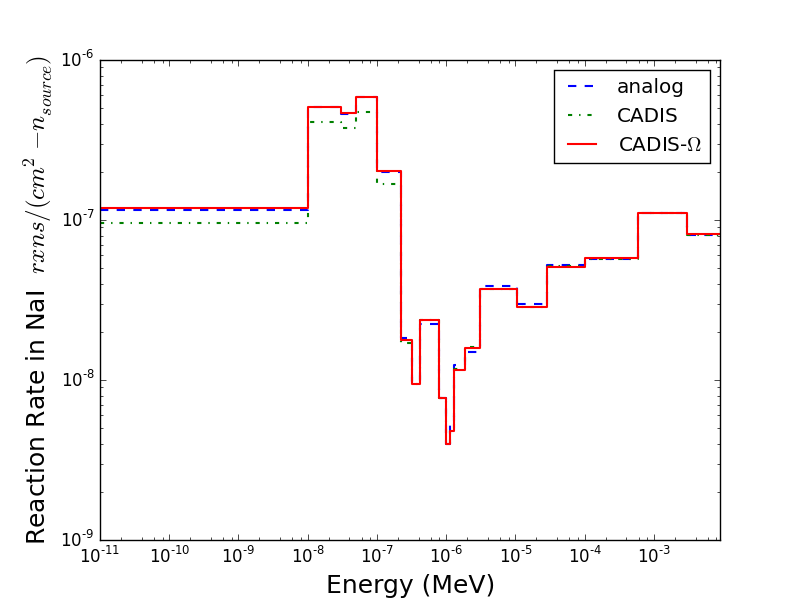 analog
CADIS
CADIS-Ω
Reaction Rate in NaI rxns/(cm² −n_source)
10⁻⁶
10⁻⁷
10⁻⁸
10⁻⁹
10⁻¹¹ 10⁻¹⁰ 10⁻⁹ 10⁻⁸ 10⁻⁷ 10⁻⁶ 10⁻⁵ 10⁻⁴ 10⁻³
Energy (MeV)